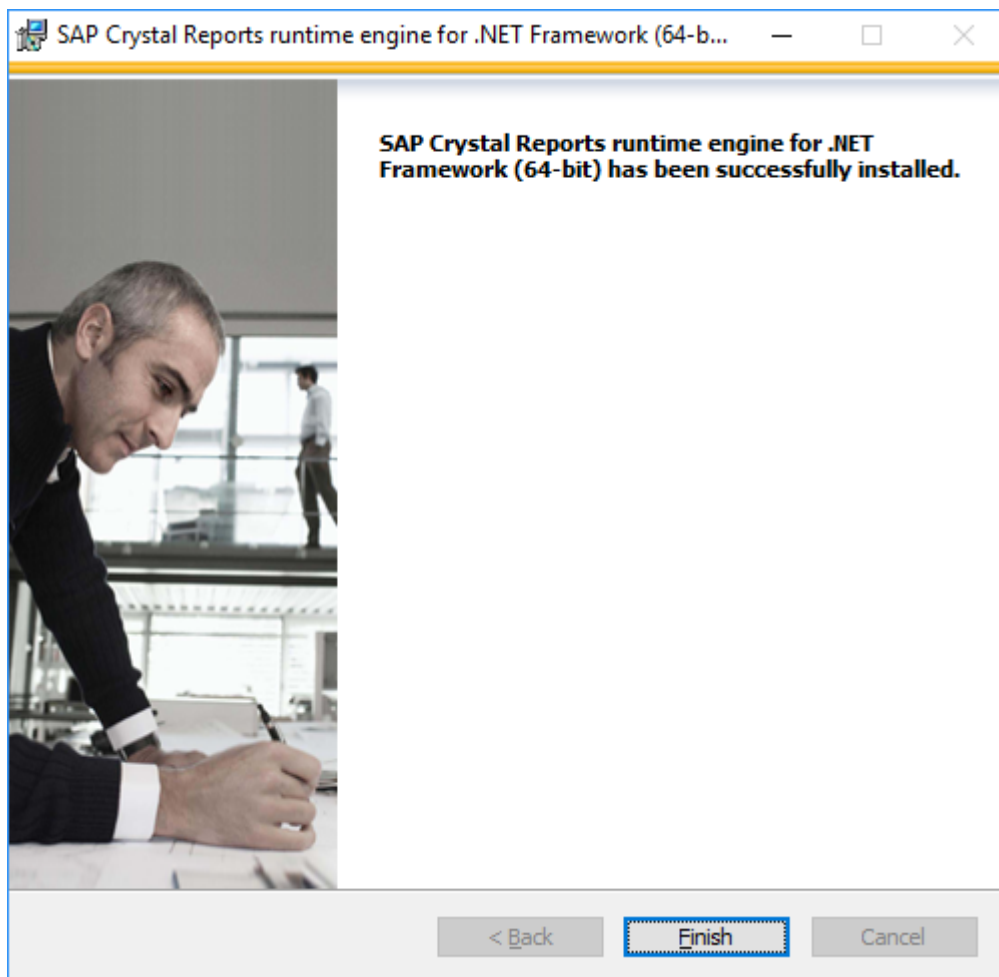 SAP Crystal Reports runtime engine for .NET Framework (64-b...
SAP Crystal Reports runtime engine for .NET
Framework (64-bit) has been successfully installed.
< Back
Finish
Cancel